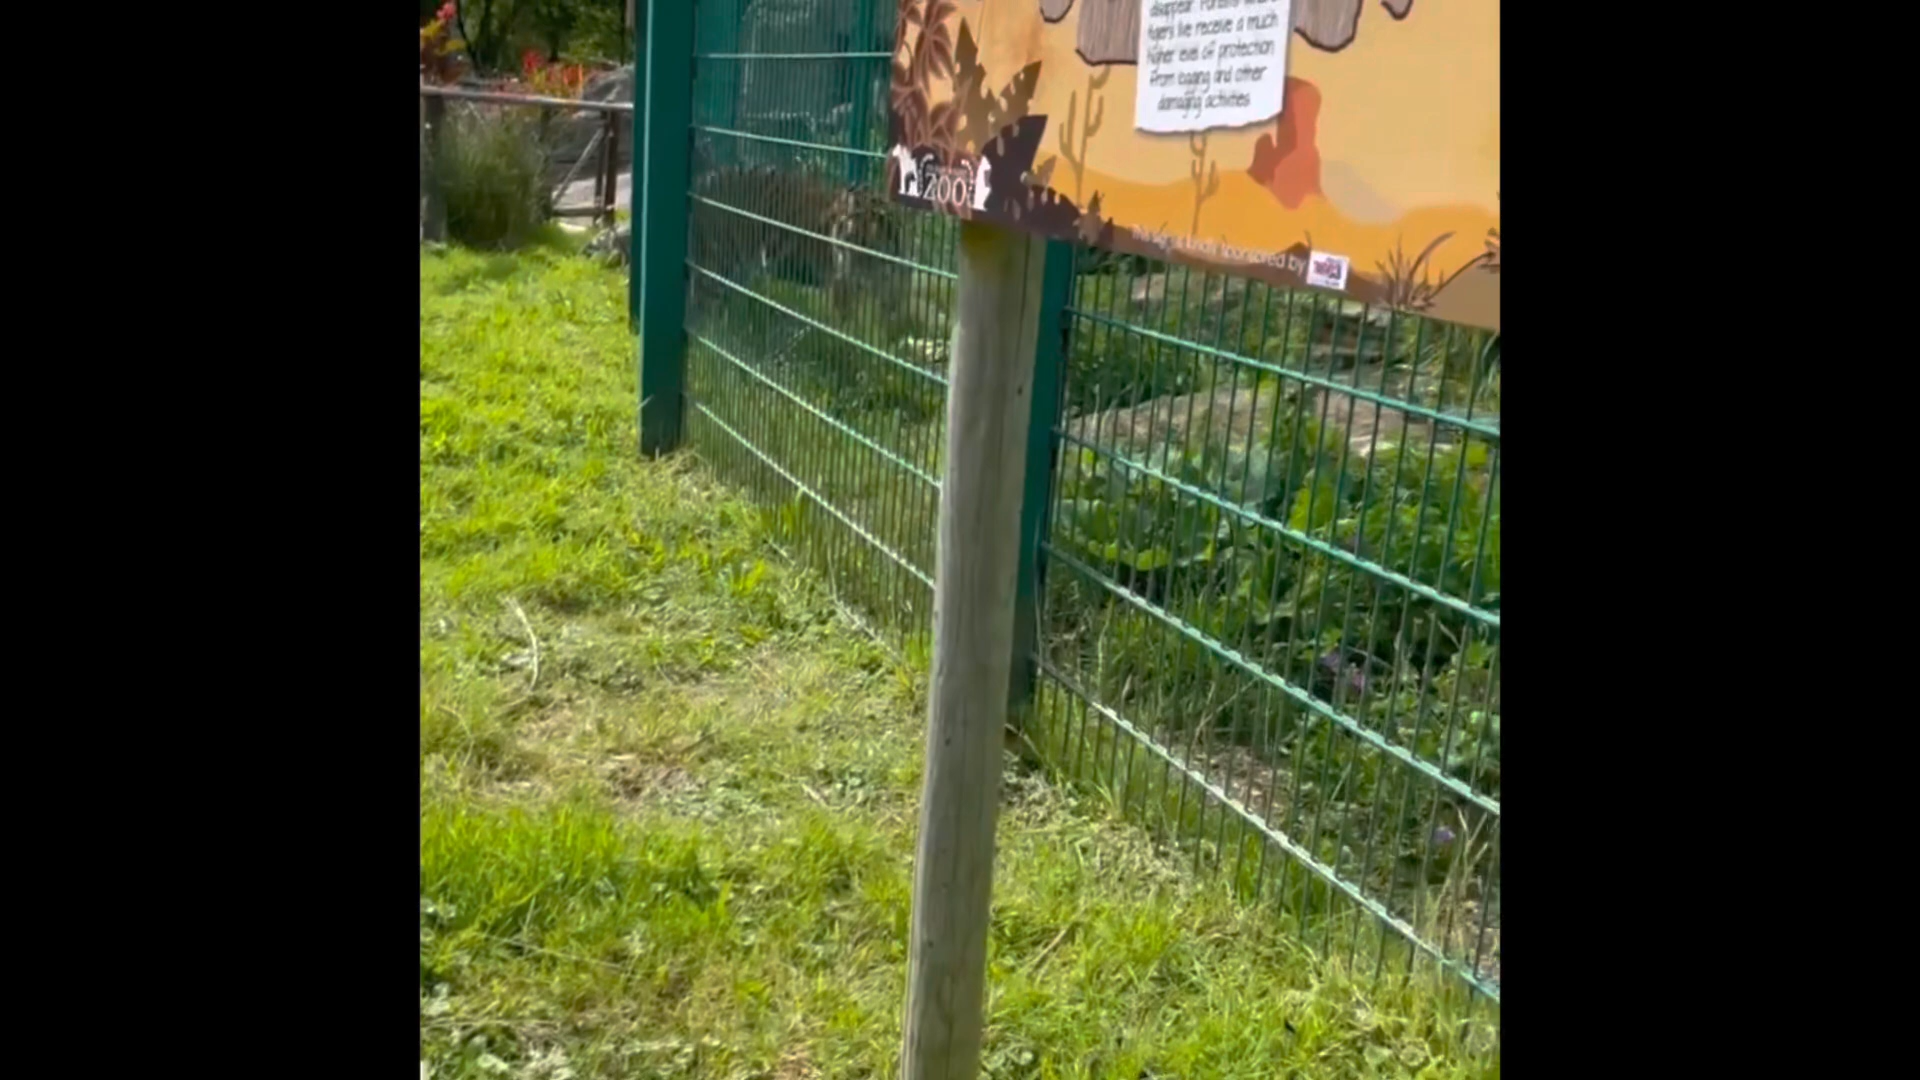 disappear. Forests where
tigers live receive a much
higher level of protection
from logging and other
damaging activities
ZOO
This sign is kindly sponsored by